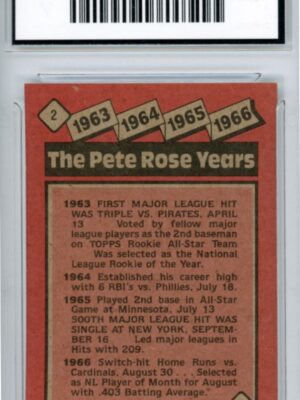 2
1963 1964 1965 1966
The Pete Rose Years
1963 FIRST MAJOR LEAGUE HIT
WAS TRIPLE VS. PIRATES, APRIL
13 Voted by fellow major
league players as the 2nd baseman
on TOPPS Rookie All-Star Team
Was selected as the National
League Rookie of the Year.
1964 Established his career high
with 6 RBI's vs. Phillies, July 18.
1965 Played 2nd base in All-Star
Game at Minnesota, July 13
900TH MAJOR LEAGUE HIT WAS
SINGLE AT NEW YORK, SEPTEM-
BER 16 Led major leagues in
Hits with 209.
1966 Switch-hit Home Runs vs.
Cardinals, August 30 . . . Selected
as NL Player of Month for August
with .403 Batting Average.